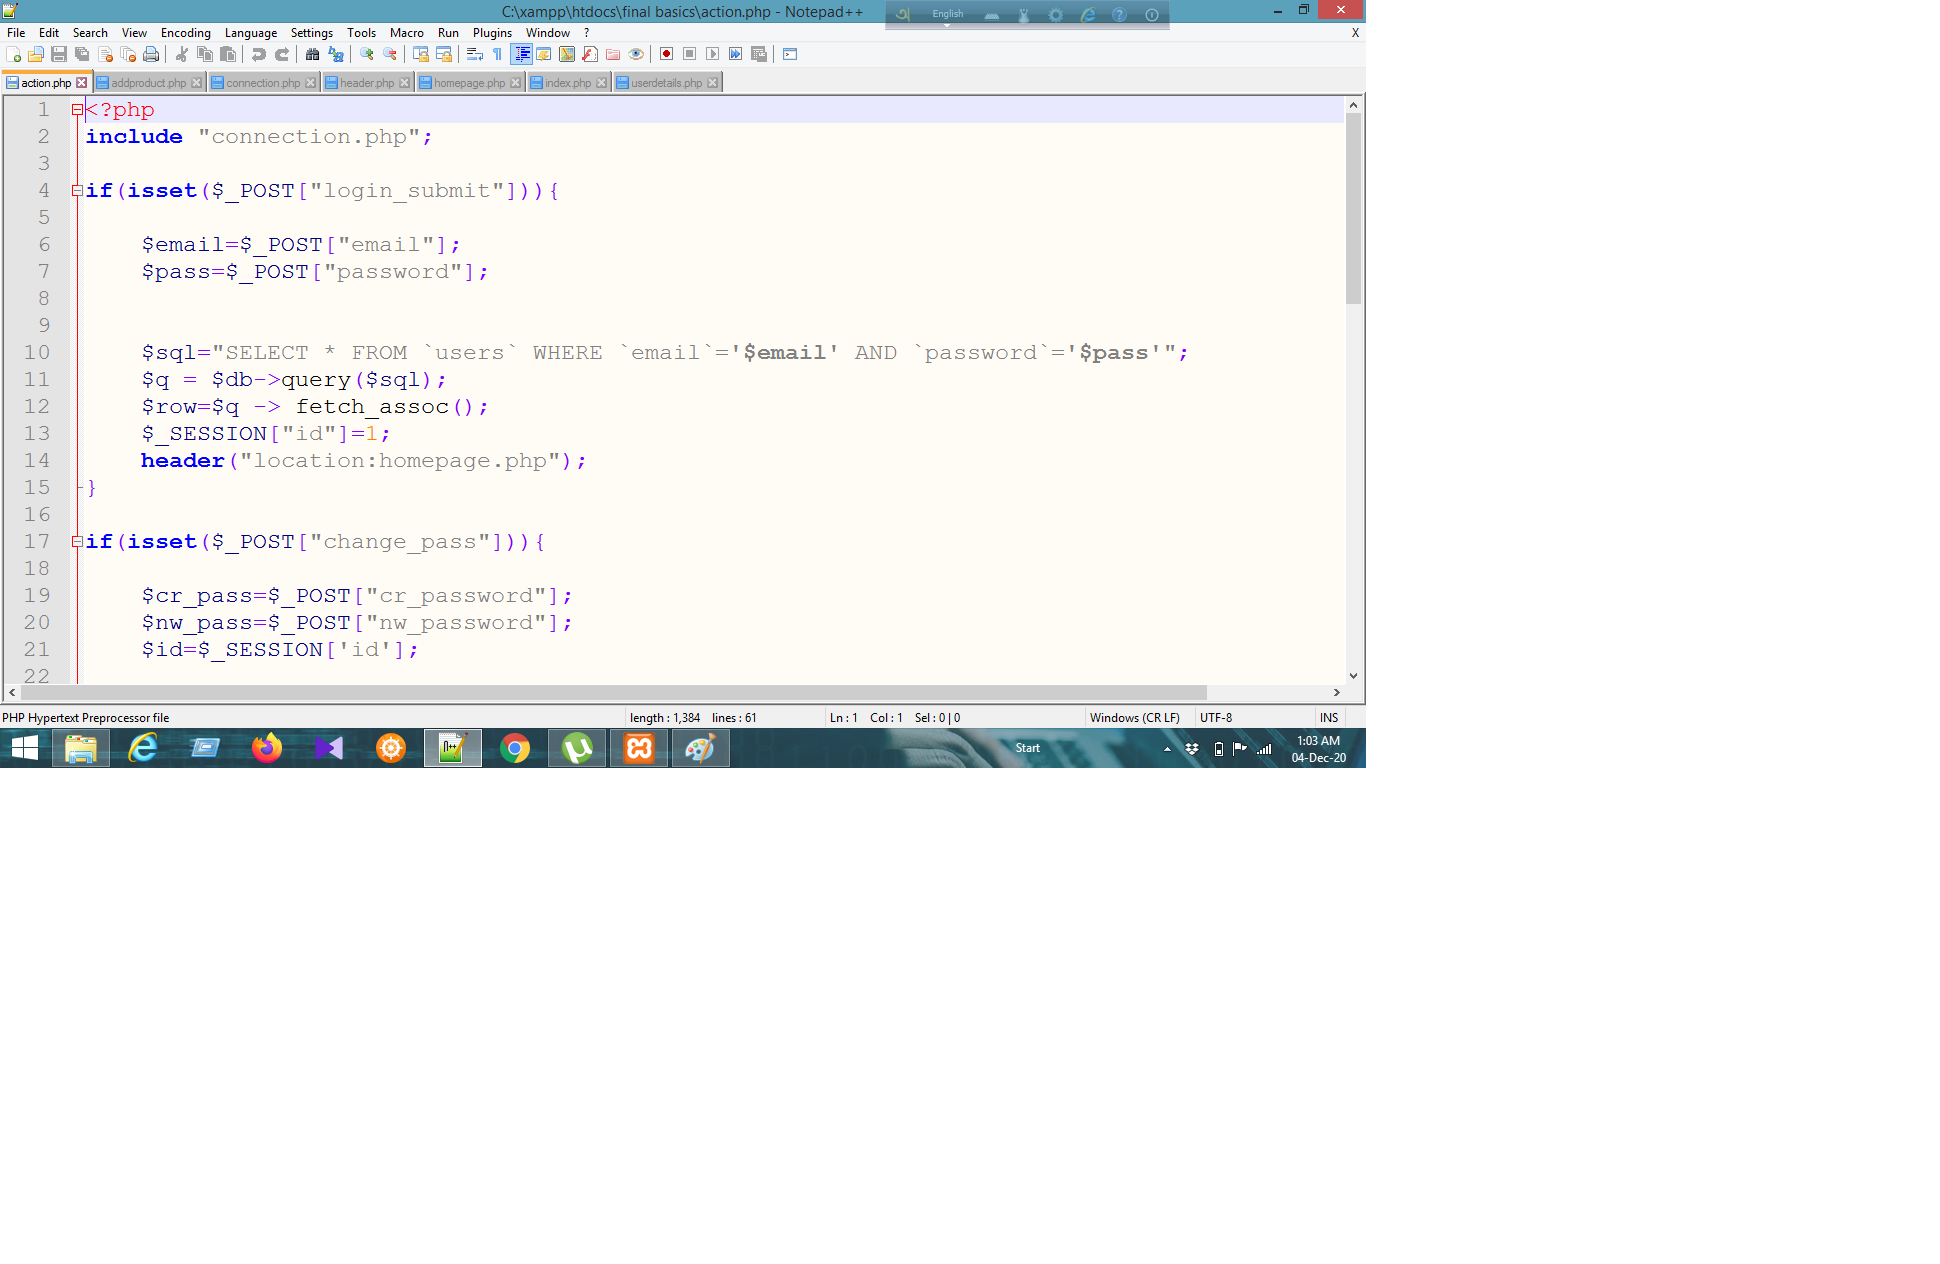 C:\xampp\htdocs\final basics\action.php - Notepad++
English
File Edit Search View Encoding Language Settings Tools Macro Run Plugins Window ? X
action.php addproduct.php connection.php header.php homepage.php index.php userdetails.php
1 <?php
2 include "connection.php";
3
4 if(isset($_POST["login_submit"])){
5
6 $email=$_POST["email"];
7 $pass=$_POST["password"];
8
9
10 $sql="SELECT * FROM `users` WHERE `email`='$email' AND `password`='$pass'";
11 $q = $db->query($sql);
12 $row=$q -> fetch_assoc();
13 $_SESSION["id"]=1;
14 header("location:homepage.php");
15 }
16
17 if(isset($_POST["change_pass"])){
18
19 $cr_pass=$_POST["cr_password"];
20 $nw_pass=$_POST["nw_password"];
21 $id=$_SESSION['id'];
22
PHP Hypertext Preprocessor file length : 1,384 lines : 61 Ln : 1 Col : 1 Sel : 0 | 0 Windows (CR LF) UTF-8 INS
Start
1:03 AM
04-Dec-20